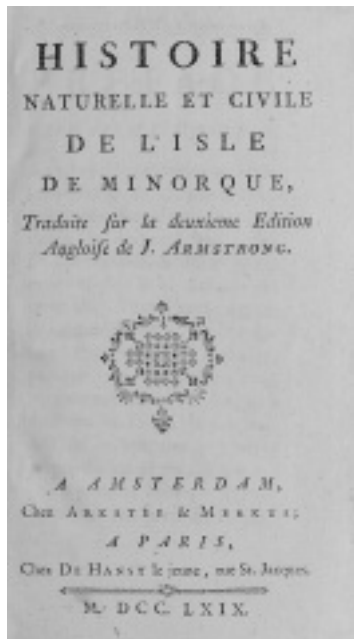 HISTOIRE
NATURELLE ET CIVILE
DE L'ISLE
DE MINORQUE,
Traduite sur la deuxieme Edition
Angloise de J. ARMSTRONG.
A AMSTERDAM,
Chez ARKSTÉE & MERKUS;
A PARIS,
Chez DE HANSY le jeune, rue St. Jacques.
M. DCC. LXIX.